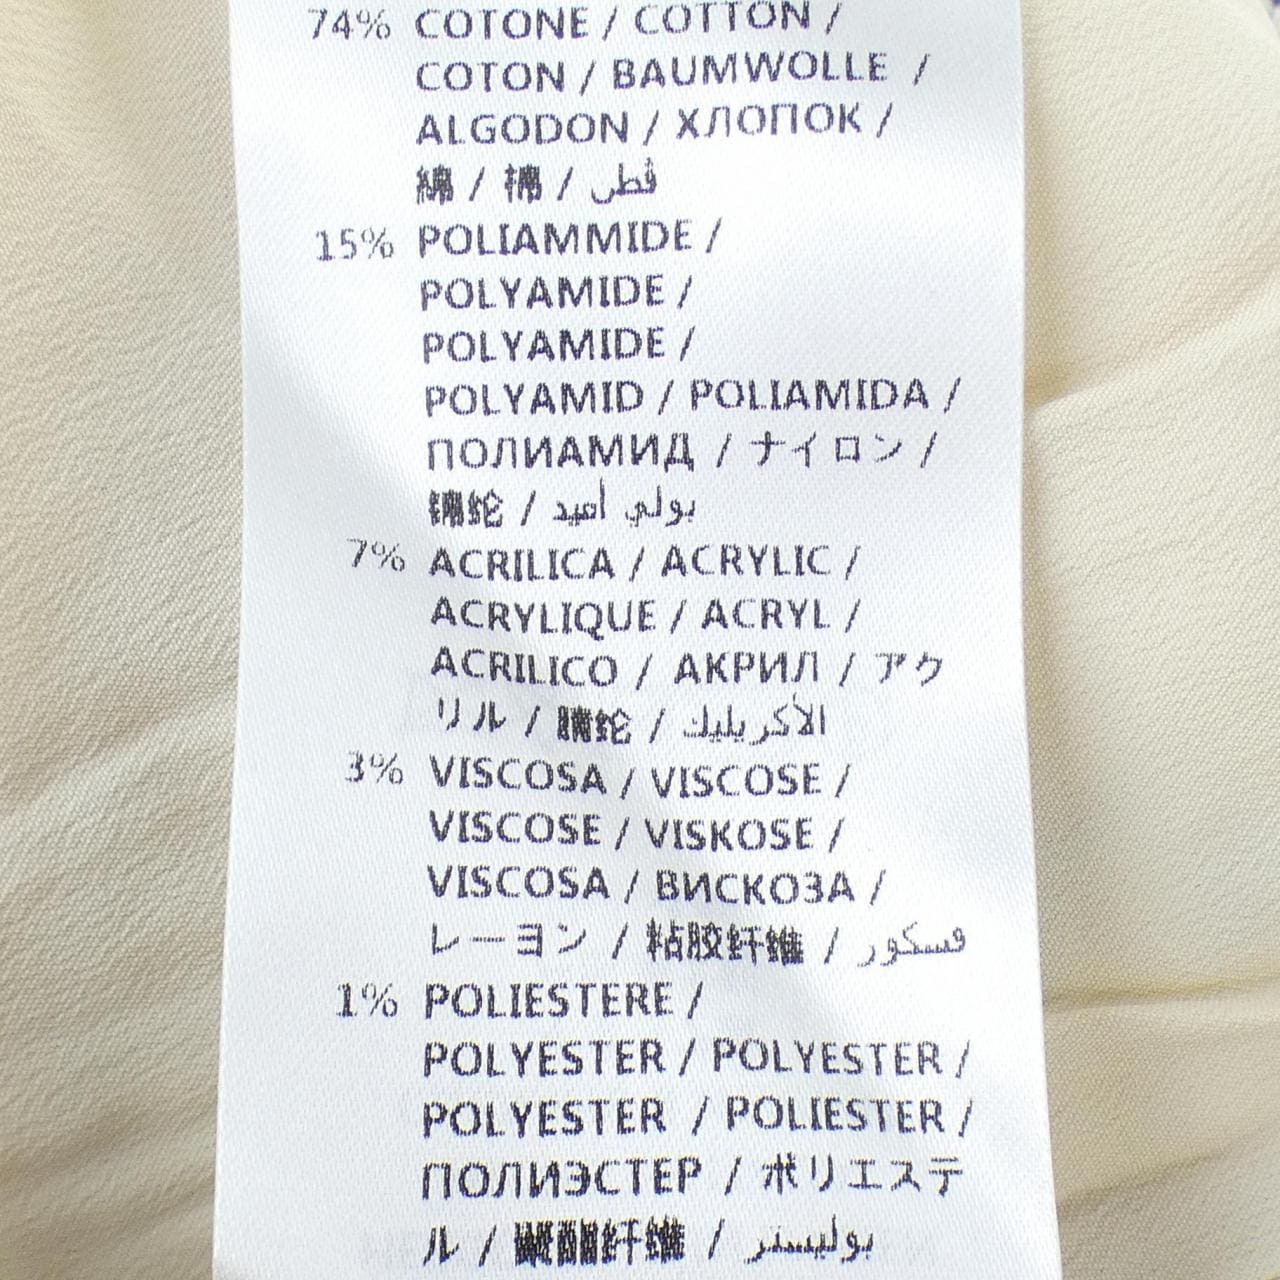 74% COTONE / COTTON /
COTON / BAUMWOLLE /
ALGODON / ХЛОПОК /
綿 / 棉 / قطن
15% POLIAMMIDE /
POLYAMIDE /
POLYAMIDE /
POLYAMID / POLIAMIDA /
ПОЛИАМИД / ナイロン /
锦纶 / بولي أميد
7% ACRILICA / ACRYLIC /
ACRYLIQUE / ACRYL /
ACRILICO / АКРИЛ / アク
リル / 腈纶 / الأكريليك
3% VISCOSA / VISCOSE /
VISCOSE / VISKOSE /
VISCOSA / ВИСКОЗА /
レーヨン / 粘胶纤维 / فسكور
1% POLIESTERE /
POLYESTER / POLYESTER /
POLYESTER / POLIESTER /
ПОЛИЭСТЕР / ポリエステ
ル / 聚酯纤维 / بوليستر